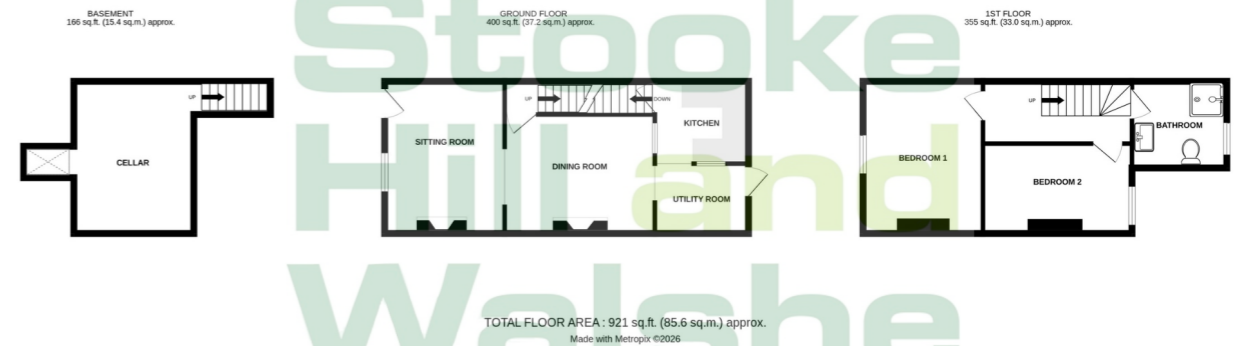 BASEMENT
166 sq.ft. (15.4 sq.m.) approx.
GROUND FLOOR
400 sq.ft. (37.2 sq.m.) approx.
1ST FLOOR
355 sq.ft. (33.0 sq.m.) approx.
Stooke
Hill and
Walshe
UP
CELLAR
UP
DOWN
KITCHEN
SITTING ROOM
DINING ROOM
UTILITY ROOM
UP
BATHROOM
BEDROOM 1
BEDROOM 2
TOTAL FLOOR AREA : 921 sq.ft. (85.6 sq.m.) approx.
Made with Metropix ©2026